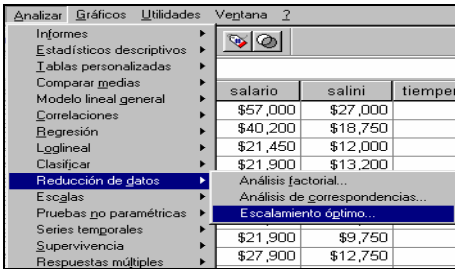 Analizar Gráficos Utilidades Ventana ?
Informes
Estadísticos descriptivos
Tablas personalizadas
Comparar medias
Modelo lineal general
Correlaciones
Regresión
Loglineal
Clasificar
Reducción de datos
Escalas
Pruebas no paramétricas
Series temporales
Supervivencia
Respuestas múltiples
salario salini tiemper
$57,000 $27,000
$40,200 $18,750
$21,450 $12,000
$21,900 $13,200
Análisis factorial...
Análisis de correspondencias...
Escalamiento óptimo...
$21,900 $9,750
$27,900 $12,750